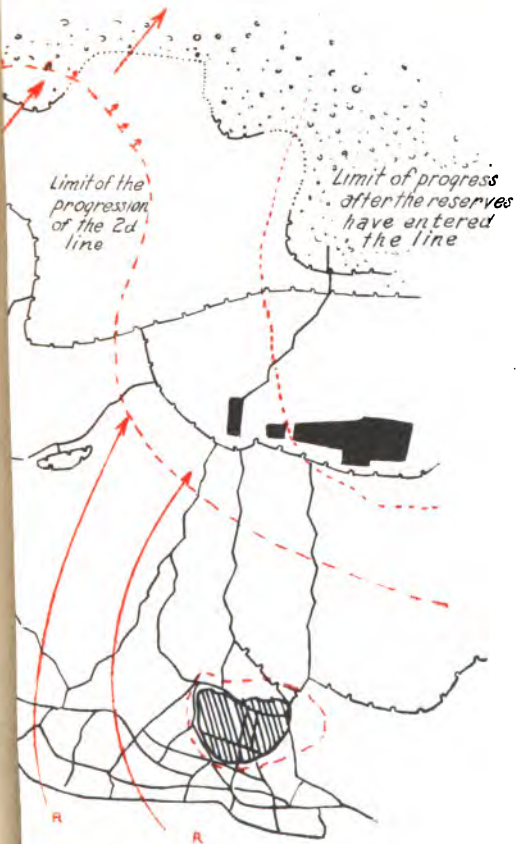 Limit of the
progression
of the 2d
line
Limit of progress
after the reserves
have entered
the line
R
R